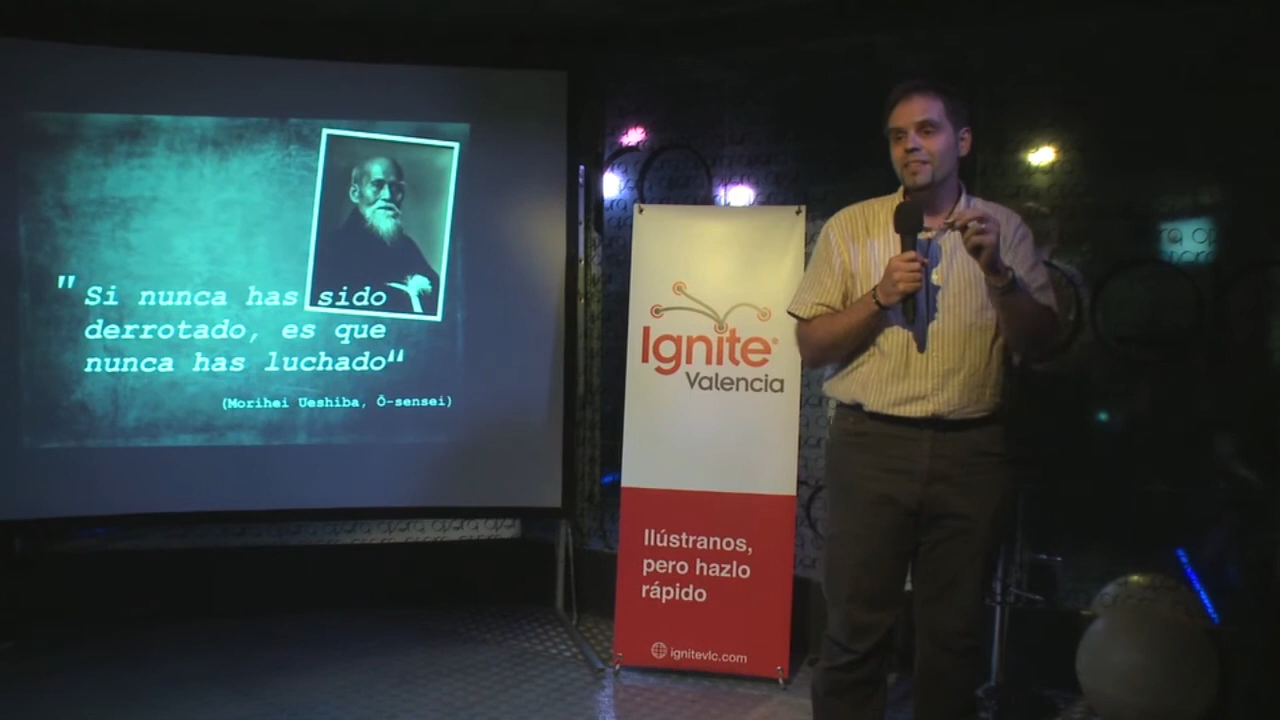 "Si nunca has sido
derrotado, es que
nunca has luchado"
(Morihei Ueshiba, Ō-sensei)
Ignite®
Valencia
Ilústranos,
pero hazlo
rápido
ignitevlc.com